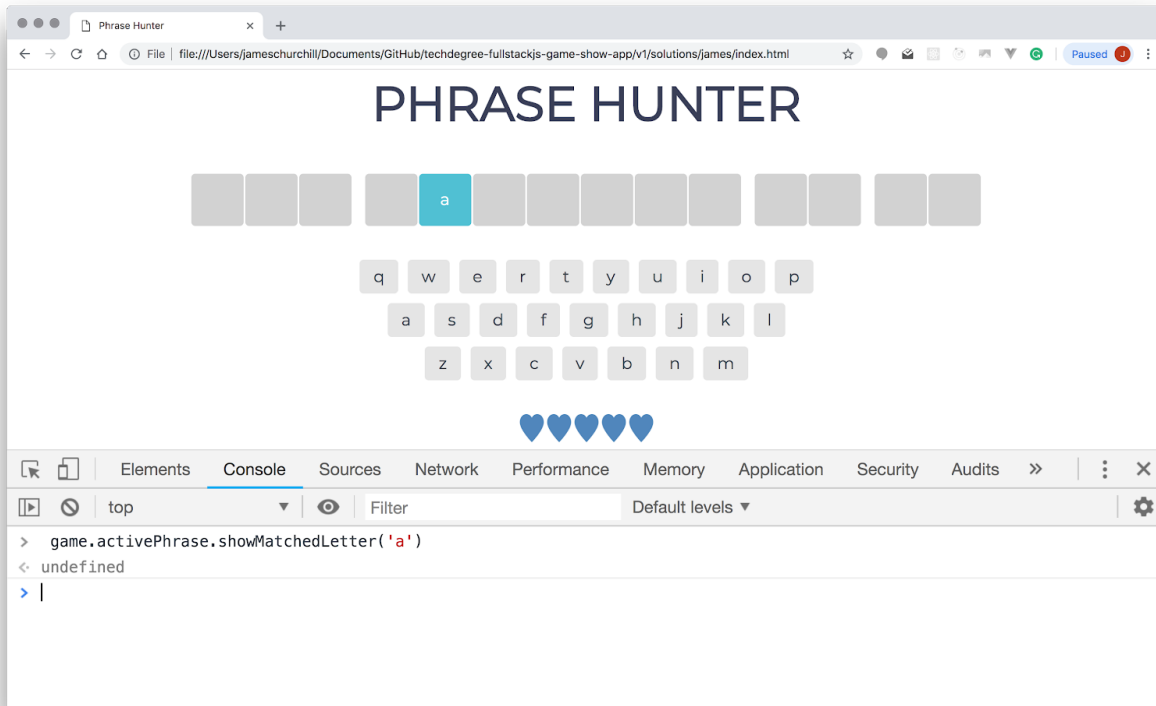 Phrase Hunter
File file:///Users/jameschurchill/Documents/GitHub/techdegree-fullstackjs-game-show-app/v1/solutions/james/index.html Paused J
PHRASE HUNTER
a
q w e r t y u i o p
a s d f g h j k l
z x c v b n m
Elements Console Sources Network Performance Memory Application Security Audits
top Filter Default levels
game.activePhrase.showMatchedLetter('a')
undefined